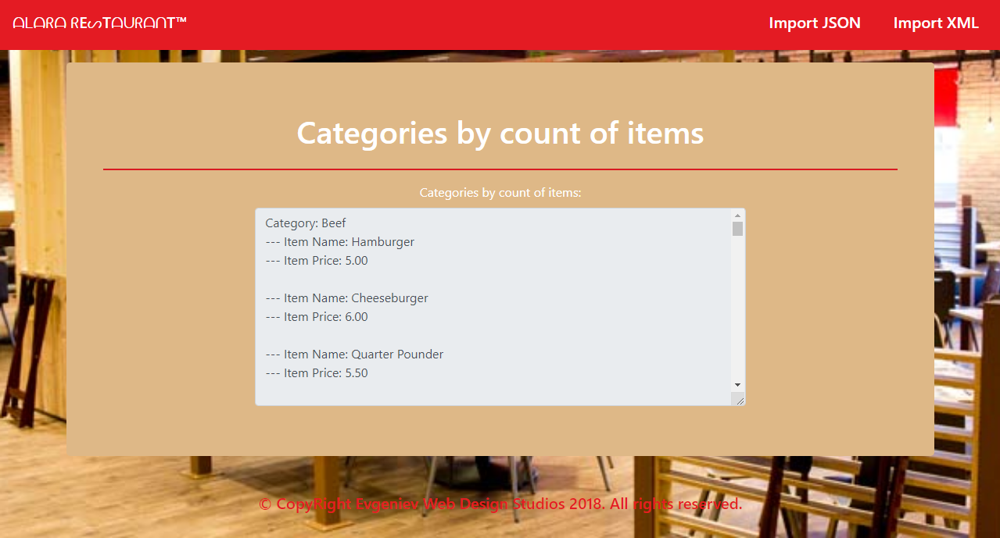 ALARA RESTAURANT™
Import JSON
Import XML
Categories by count of items
Categories by count of items:
Category: Beef
--- Item Name: Hamburger
--- Item Price: 5.00
--- Item Name: Cheeseburger
--- Item Price: 6.00
--- Item Name: Quarter Pounder
--- Item Price: 5.50
© CopyRight Evgeniev Web Design Studios 2018. All rights reserved.